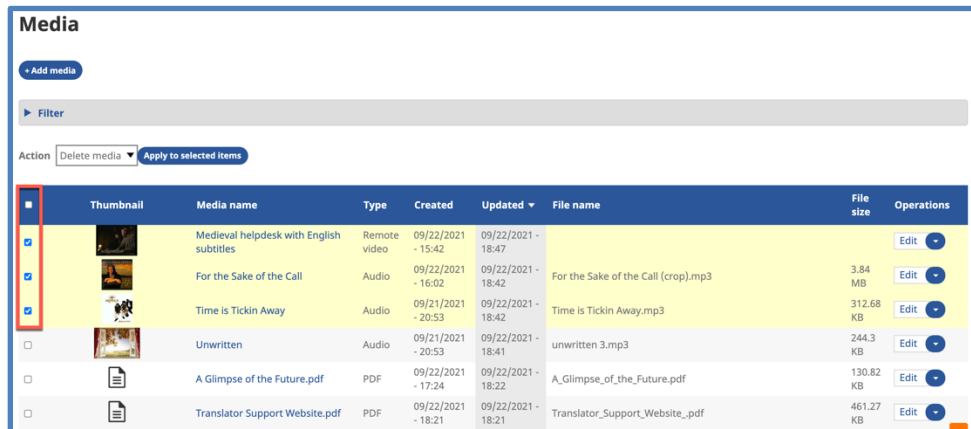 Media
+ Add media
Filter
Action Delete media Apply to selected items
Thumbnail Media name Type Created Updated File name File size Operations
Medieval helpdesk with English subtitles Remote video 09/22/2021 - 15:42 09/22/2021 - 18:47 Edit
For the Sake of the Call Audio 09/22/2021 - 16:02 09/22/2021 - 18:42 For the Sake of the Call (crop).mp3 3.84 MB Edit
Time is Tickin Away Audio 09/21/2021 - 20:53 09/22/2021 - 18:42 Time is Tickin Away.mp3 312.68 KB Edit
Unwritten Audio 09/21/2021 - 20:53 09/22/2021 - 18:41 unwritten 3.mp3 244.3 KB Edit
A Glimpse of the Future.pdf PDF 09/22/2021 - 17:24 09/22/2021 - 18:22 A_Glimpse_of_the_Future.pdf 130.82 KB Edit
Translator Support Website.pdf PDF 09/22/2021 - 18:21 09/22/2021 - 18:21 Translator_Support_Website_.pdf 461.27 KB Edit